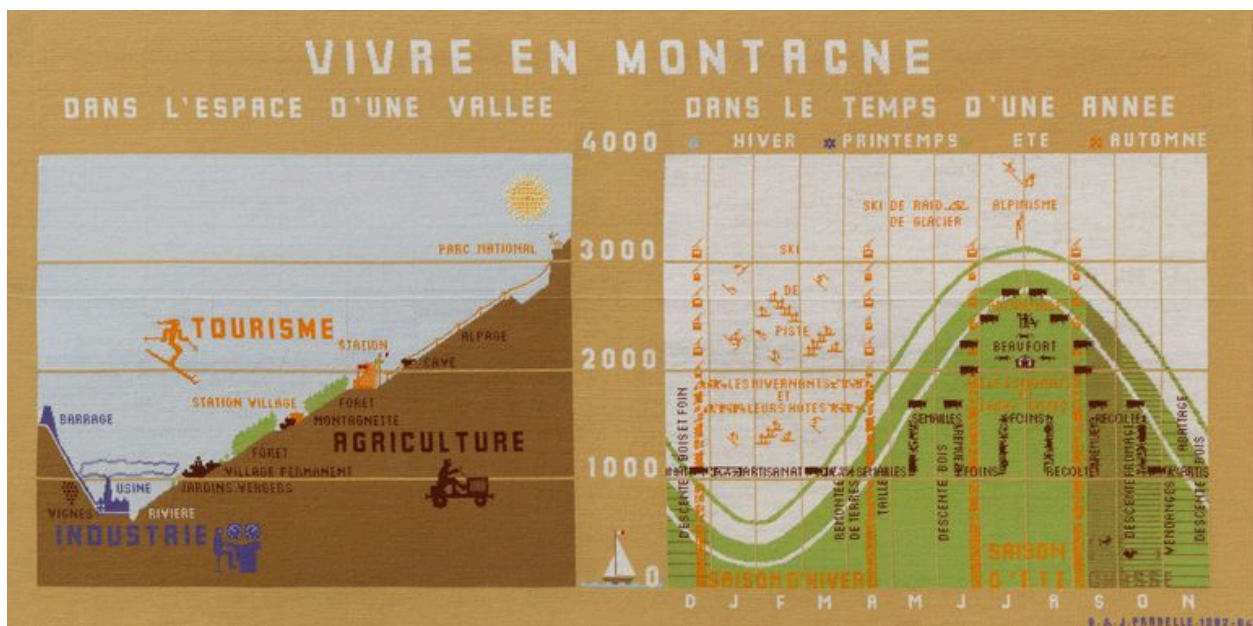 VIVRE EN MONTAGNE
DANS L'ESPACE D'UNE VALLEE
DANS LE TEMPS D'UNE ANNEE
4000
HIVER
PRINTEMPS
ETE
AUTOMNE
PARC NATIONAL
3000
TOURISME
STATION
ALPAGE
CAVE
2000
STATION VILLAGE
FORET
MONTAGNETTE
BARRAGE
AGRICULTURE
FORET
VILLAGE PERMANENT
1000
USINE
JARDINS.VERGERS
VIGNES
RIVIERE
INDUSTRIE
0
SKI DE RAID
DE GLACIER
ALPINISME
SKI
DE
PISTE
BEAUFORT
LES HIVERNANTS
ET
LEURS HOTES
DESCENTE BOIS ET FOIN
SEMAILLES
FOINS
RECOLTE
ABATTAGE
ARTISANAT
SEMAILLES
FOINS
RECOLTE
ARTIS
REMONTEE
DE TERRES
TAILLE
DESCENTE BOIS
DESCENTE FROMAGE
VENDANGES
DESCENTE BOIS
SAISON D'HIVER
SAISON
D'ETE
CHASSE
D J F M A M J J A S O N